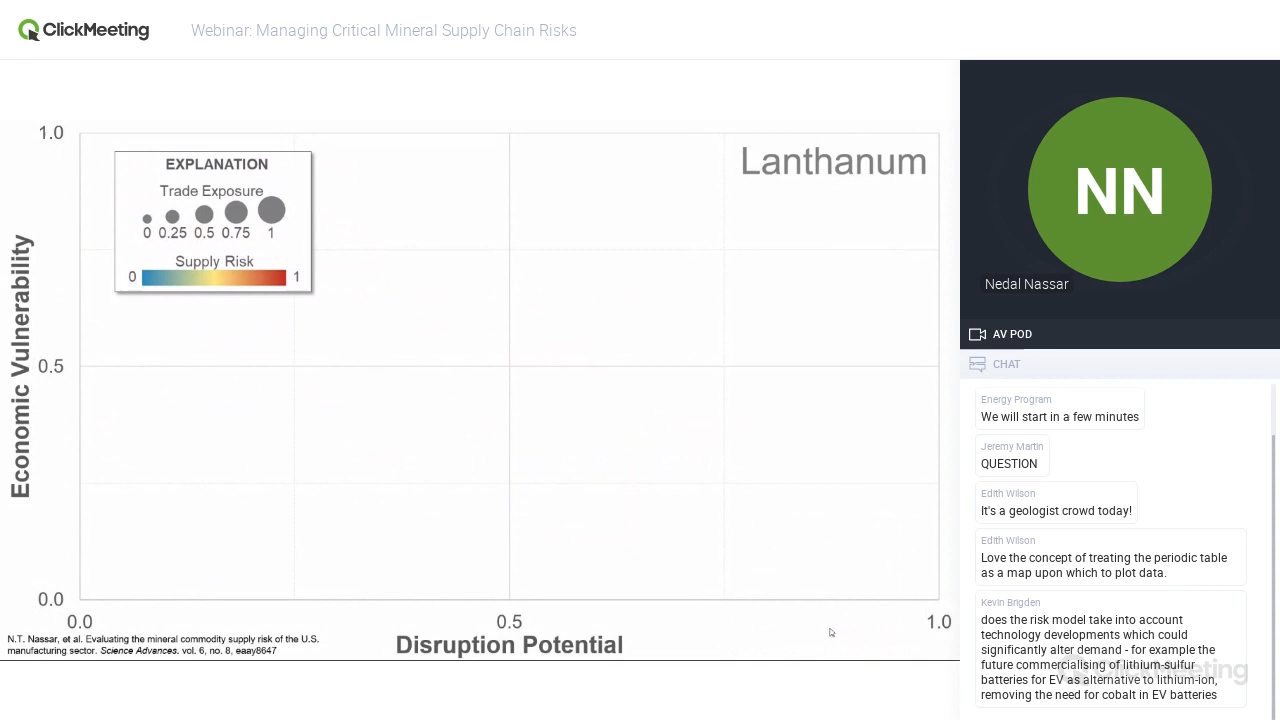 ClickMeeting
Webinar: Managing Critical Mineral Supply Chain Risks
1.0
EXPLANATION
Trade Exposure
0 0.25 0.5 0.75 1
Supply Risk
0 1
Lanthanum
Economic Vulnerability
0.5
0.0
0.0 0.5 1.0
Disruption Potential
N.T. Nassar, et al. Evaluating the mineral commodity supply risk of the U.S.
manufacturing sector. Science Advances. vol. 6, no. 8, eaay8647
NN
Nedal Nassar
AV POD
CHAT
Energy Program
We will start in a few minutes
Jeremy Martin
QUESTION
Edith Wilson
It's a geologist crowd today!
Edith Wilson
Love the concept of treating the periodic table
as a map upon which to plot data.
Kevin Brigden
does the risk model take into account
technology developments which could
significantly alter demand - for example the
future commercialising of lithium-sulfur
batteries for EV as alternative to lithium-ion,
removing the need for cobalt in EV batteries
ClickMeeting